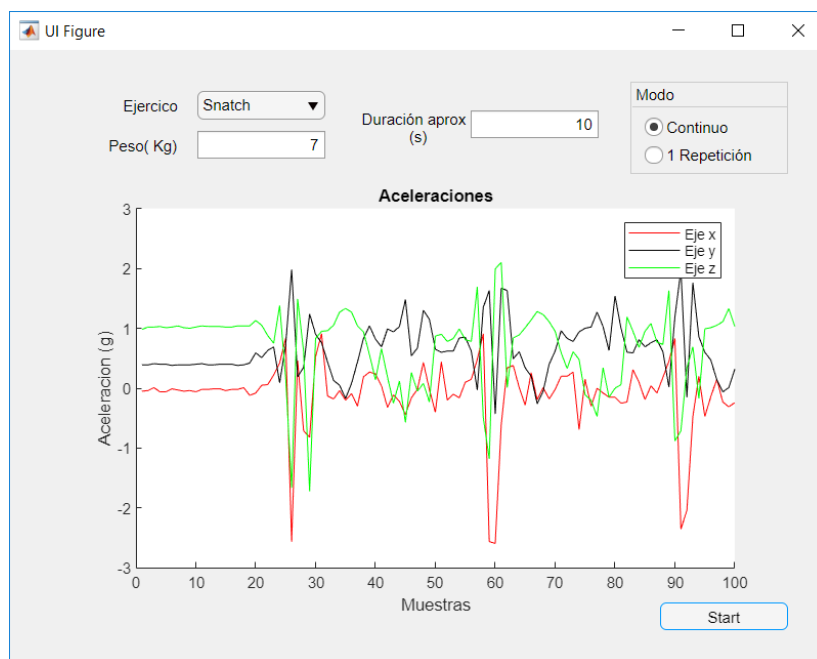 UI Figure
Ejercico
Snatch
Peso( Kg)
7
Duración aprox
(s)
10
Modo
Continuo
1 Repetición
Aceleraciones
Eje x
Eje y
Eje z
3
2
1
0
-1
-2
-3
Aceleracion (g)
0
10
20
30
40
50
60
70
80
90
100
Muestras
Start